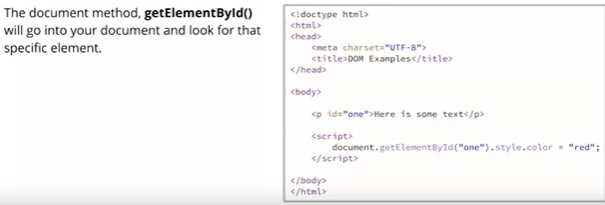 The document method, getElementById()
will go into your document and look for that
specific element.
<!doctype html>
<html>
<head>
<meta charset="UTF-8">
<title>DOM Examples</title>
</head>
<body>
<p id="one">Here is some text</p>
<script>
document.getElementById("one").style.color = "red";
</script>
</body>
</html>